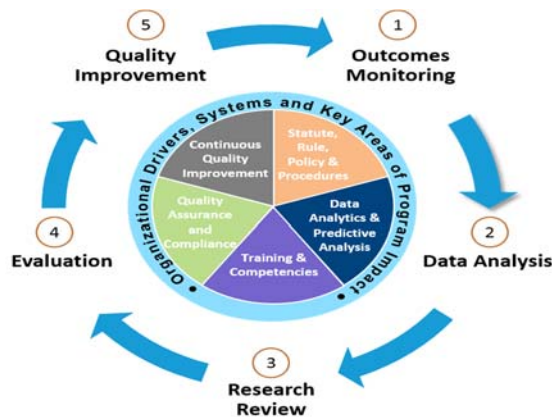 5
Quality
Improvement
1
Outcomes
Monitoring
Organizational Drivers, Systems and Key Areas of Program Impact
Continuous
Quality
Improvement
Statute,
Rule,
Policy &
Procedures
Quality
Assurance
and
Compliance
Data
Analytics &
Predictive
Analysis
Training &
Competencies
4
Evaluation
2
Data Analysis
3
Research
Review